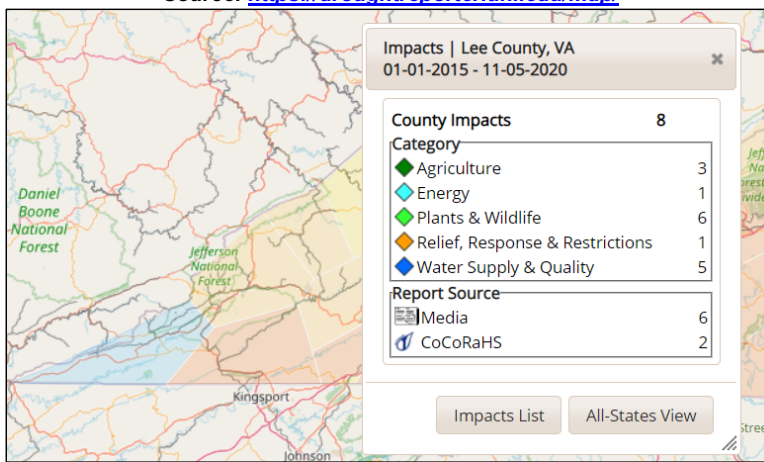 Impacts | Lee County, VA
01-01-2015 - 11-05-2020
County Impacts 8
Category
Agriculture 3
Energy 1
Plants & Wildlife 6
Relief, Response & Restrictions 1
Water Supply & Quality 5
Report Source
Media 6
CoCoRaHS 2
Impacts List All-States View
Daniel
Boone
National
Forest
Jefferson
National
Forest
Kingsport
Johnson